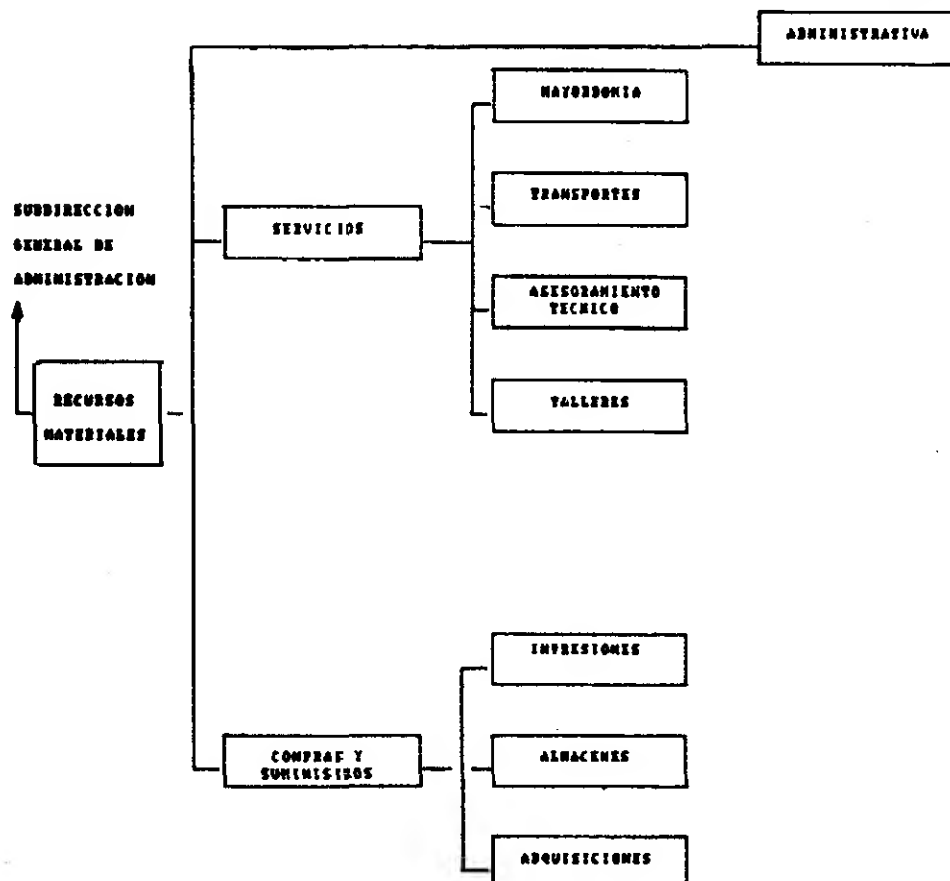 ADMINISTRATIVA
MAYORDOMIA
TRANSPORTES
SUBDIRECCION
GENERAL DE
ADMINISTRACION
SERVICIOS
ASESORAMIENTO
TECNICO
RECURSOS
MATERIALES
TALLERES
IMPRESIONES
COMPRAS Y
SUMINISTROS
ALMACENES
ADQUISICIONES